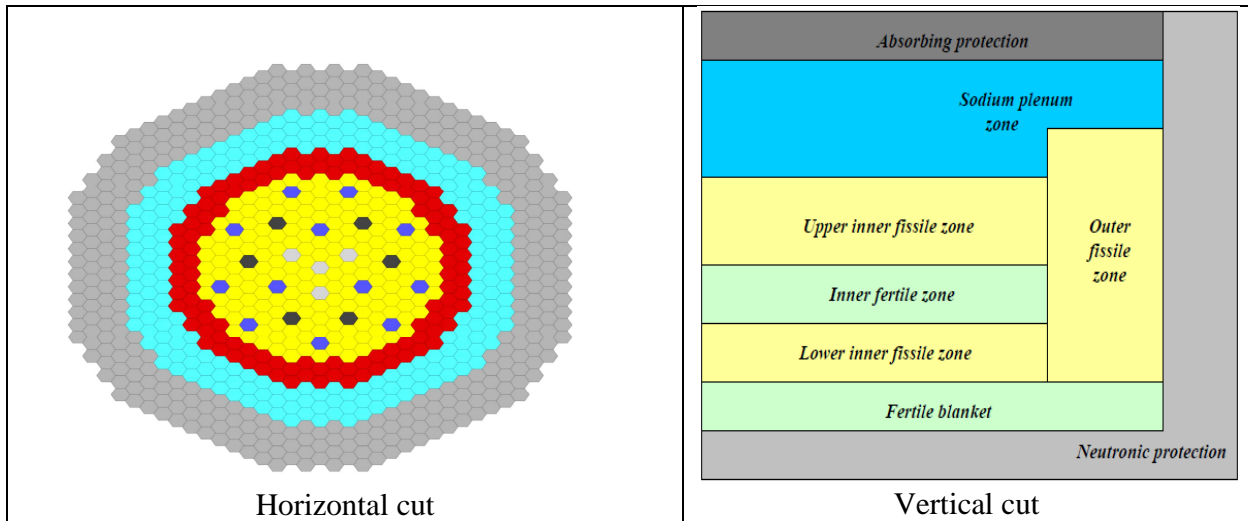 Absorbing protection
Sodium plenum
zone
Upper inner fissile zone
Outer
fissile
zone
Inner fertile zone
Lower inner fissile zone
Fertile blanket
Neutronic protection
Horizontal cut
Vertical cut